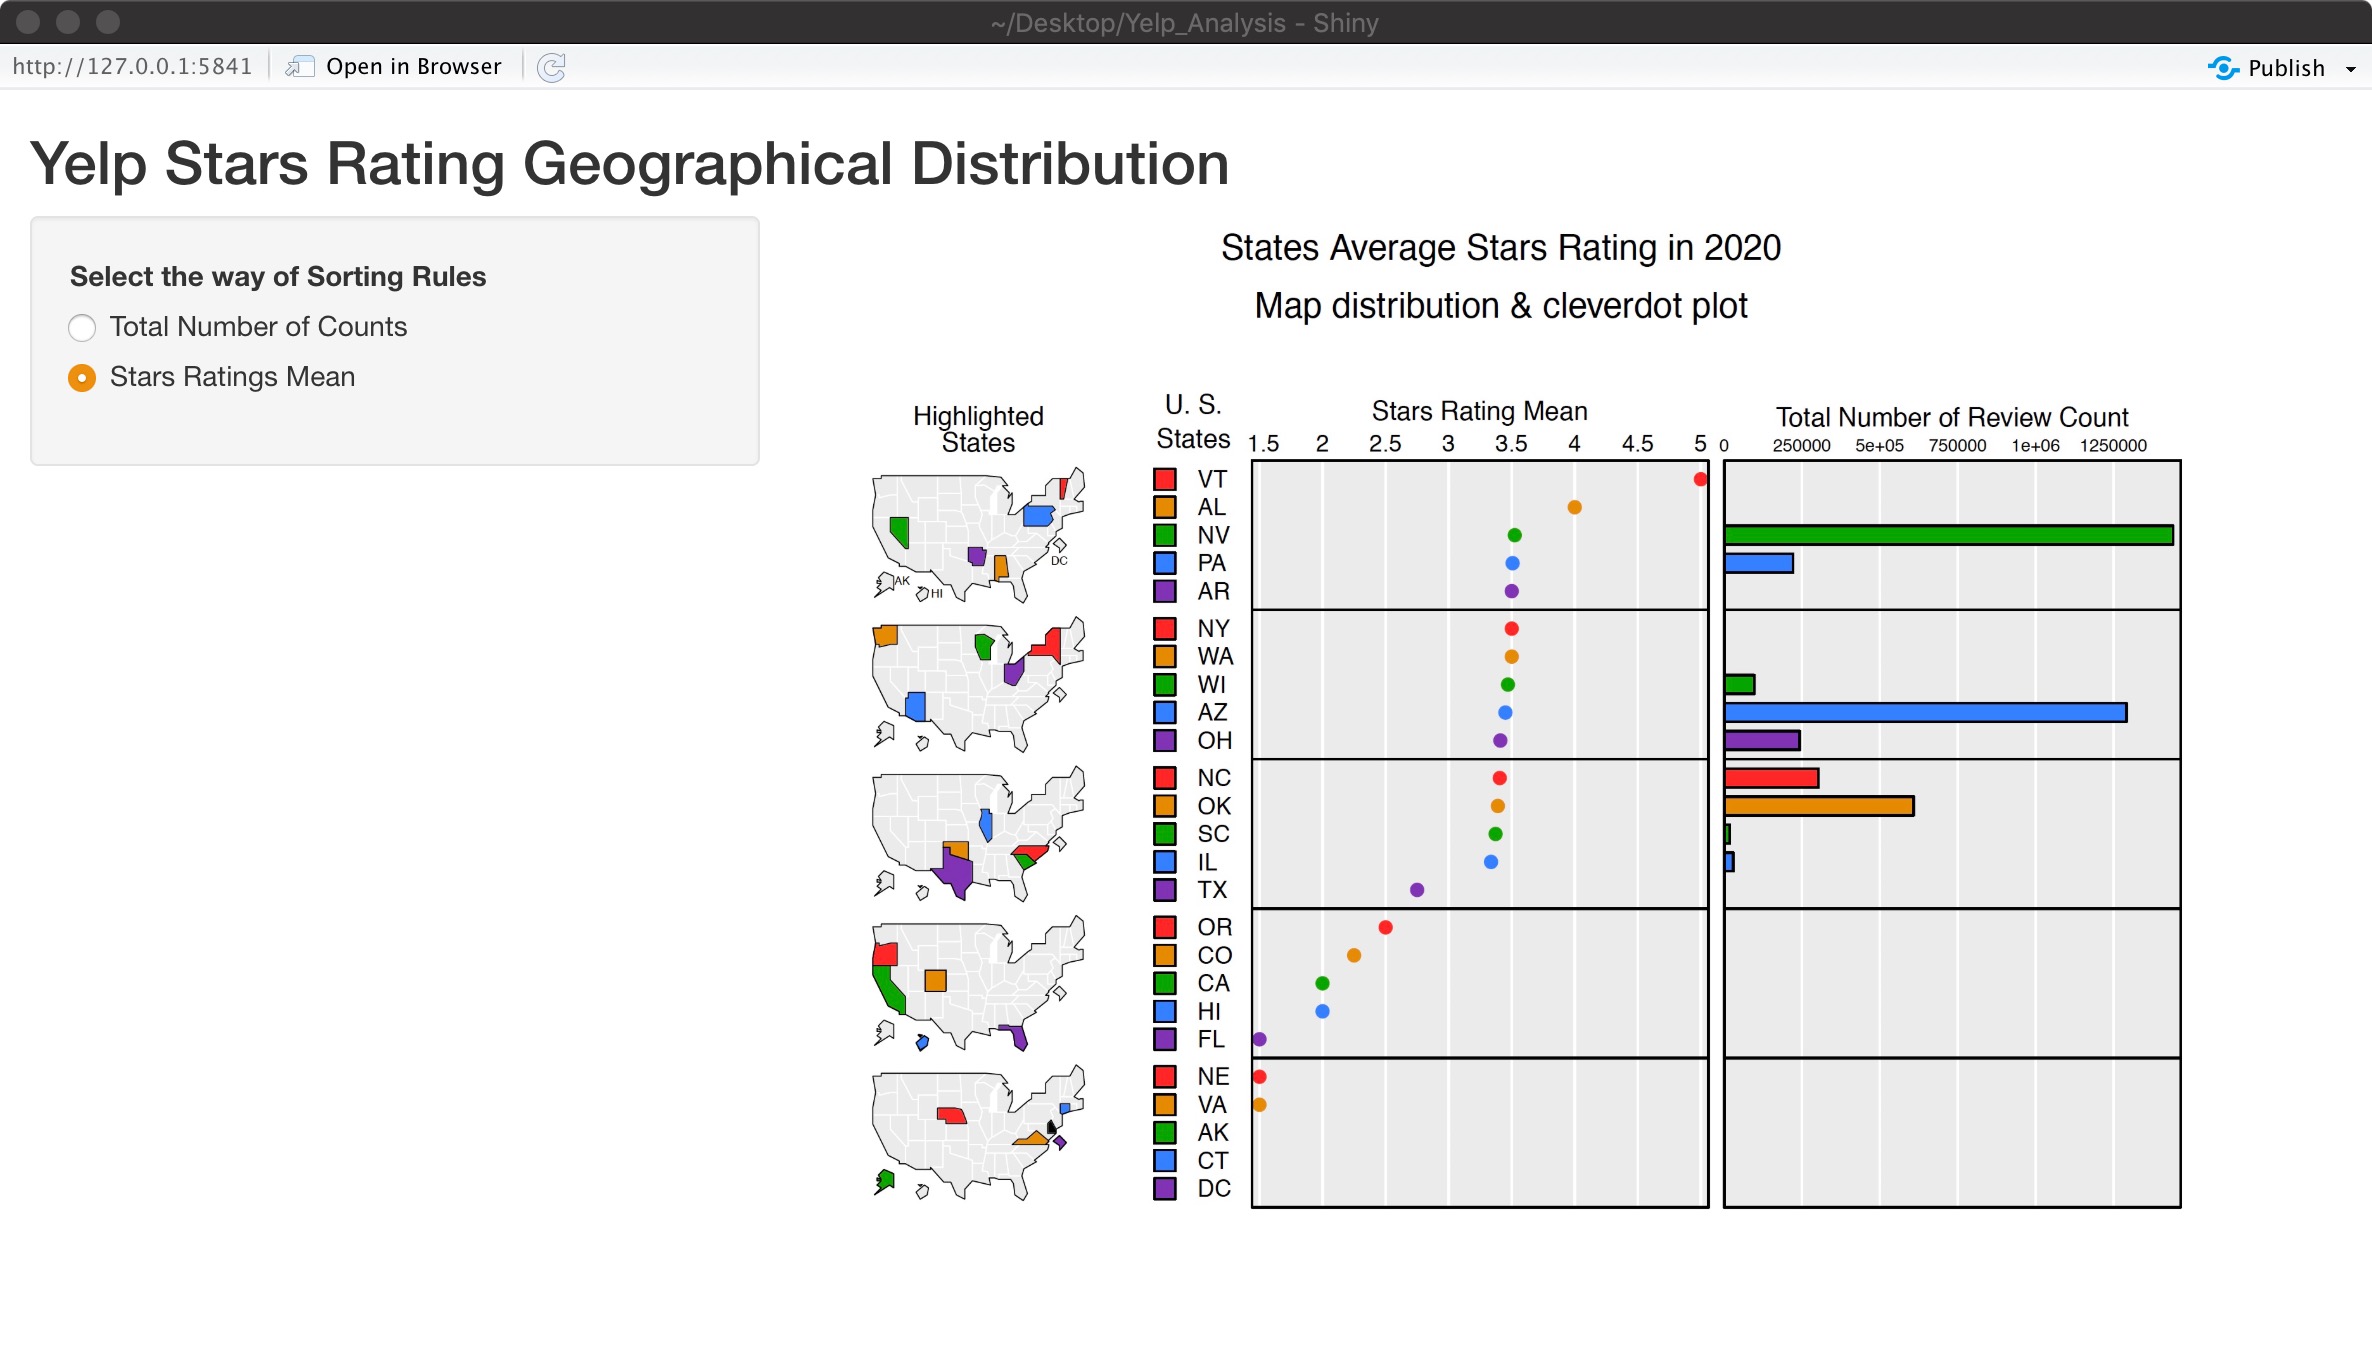 ~/Desktop/Yelp_Analysis - Shiny
http://127.0.0.1:5841 Open in Browser Publish
Yelp Stars Rating Geographical Distribution
Select the way of Sorting Rules
Total Number of Counts
Stars Ratings Mean
States Average Stars Rating in 2020
Map distribution & cleverdot plot
Highlighted
States
U. S.
States
Stars Rating Mean
1.5 2 2.5 3 3.5 4 4.5 5
Total Number of Review Count
0 250000 5e+05 750000 1e+06 1250000
VT
AL
NV
PA
AR
DC
AK
HI
NY
WA
WI
AZ
OH
NC
OK
SC
IL
TX
OR
CO
CA
HI
FL
NE
VA
AK
CT
DC